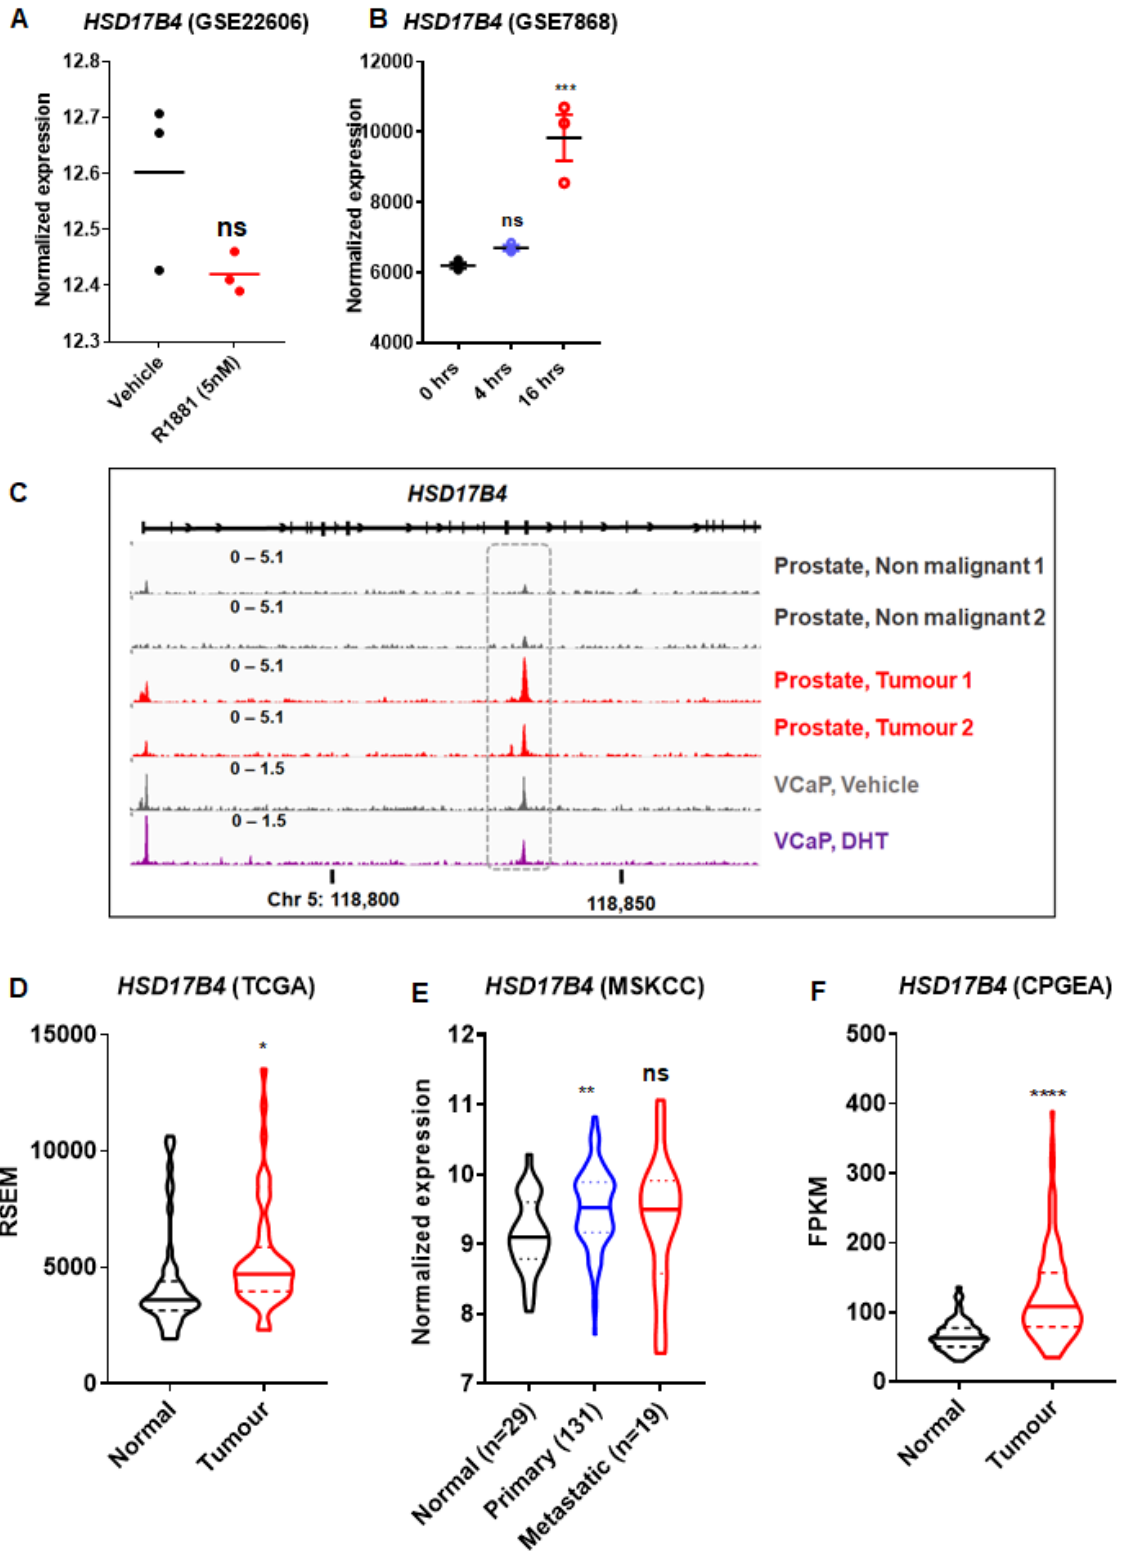 A
HSD17B4 (GSE22606)
Normalized expression
12.8
12.7
12.6
12.5
12.4
12.3
ns
Vehicle
R1881 (5nM)
B
HSD17B4 (GSE7868)
Normalized expression
12000
10000
8000
6000
4000
ns
***
0 hrs
4 hrs
16 hrs
C
HSD17B4
0 – 5.1
Prostate, Non malignant 1
0 – 5.1
Prostate, Non malignant 2
0 – 5.1
Prostate, Tumour 1
0 – 5.1
Prostate, Tumour 2
0 – 1.5
VCaP, Vehicle
0 – 1.5
VCaP, DHT
Chr 5: 118,800
118,850
D
HSD17B4 (TCGA)
RSEM
15000
10000
5000
0
*
Normal
Tumour
E
HSD17B4 (MSKCC)
Normalized expression
12
11
10
9
8
7
**
ns
Normal (n=29)
Primary (131)
Metastatic (n=19)
F
HSD17B4 (CPGEA)
FPKM
500
400
300
200
100
0
****
Normal
Tumour